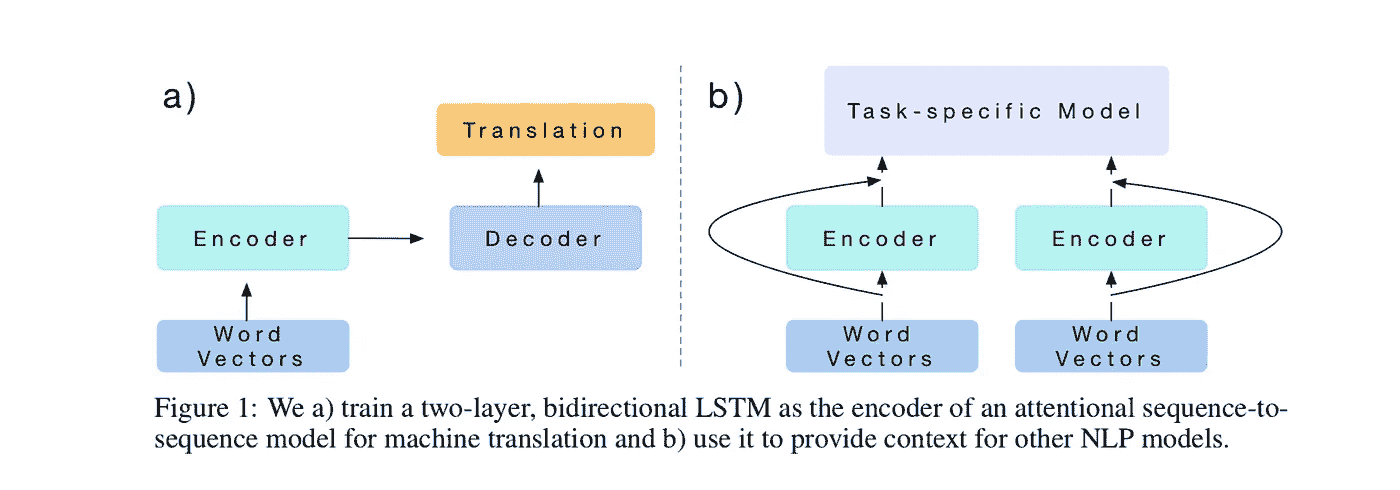 a)
Translation
Encoder
Decoder
Word
Vectors
b)
Task-specific Model
Encoder
Encoder
Word
Vectors
Word
Vectors
Figure 1: We a) train a two-layer, bidirectional LSTM as the encoder of an attentional sequence-to-
sequence model for machine translation and b) use it to provide context for other NLP models.